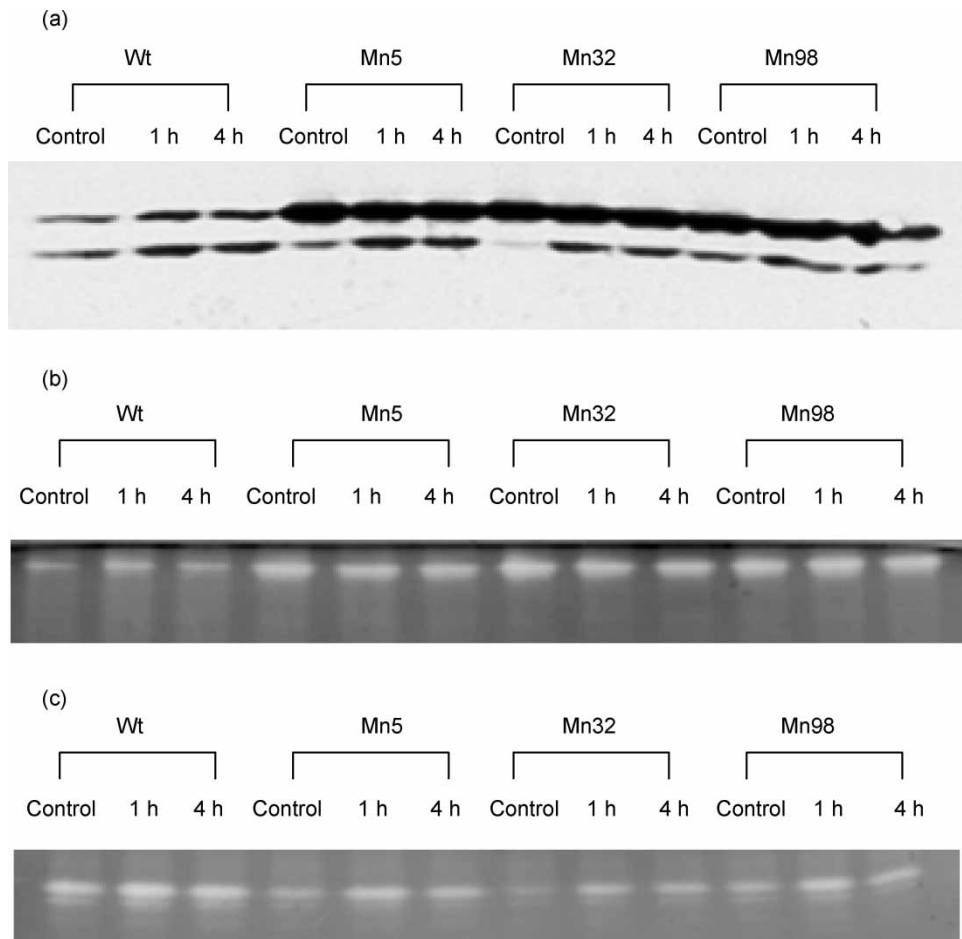 (a)
Wt Mn5 Mn32 Mn98
Control 1 h 4 h Control 1 h 4 h Control 1 h 4 h Control 1 h 4 h
(b)
Wt Mn5 Mn32 Mn98
Control 1 h 4 h Control 1 h 4 h Control 1 h 4 h Control 1 h 4 h
(c)
Wt Mn5 Mn32 Mn98
Control 1 h 4 h Control 1 h 4 h Control 1 h 4 h Control 1 h 4 h